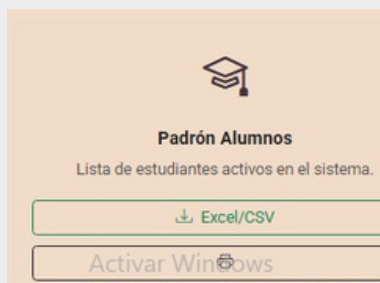 Padrón Alumnos
Lista de estudiantes activos en el sistema.
Excel/CSV
Activar Windows